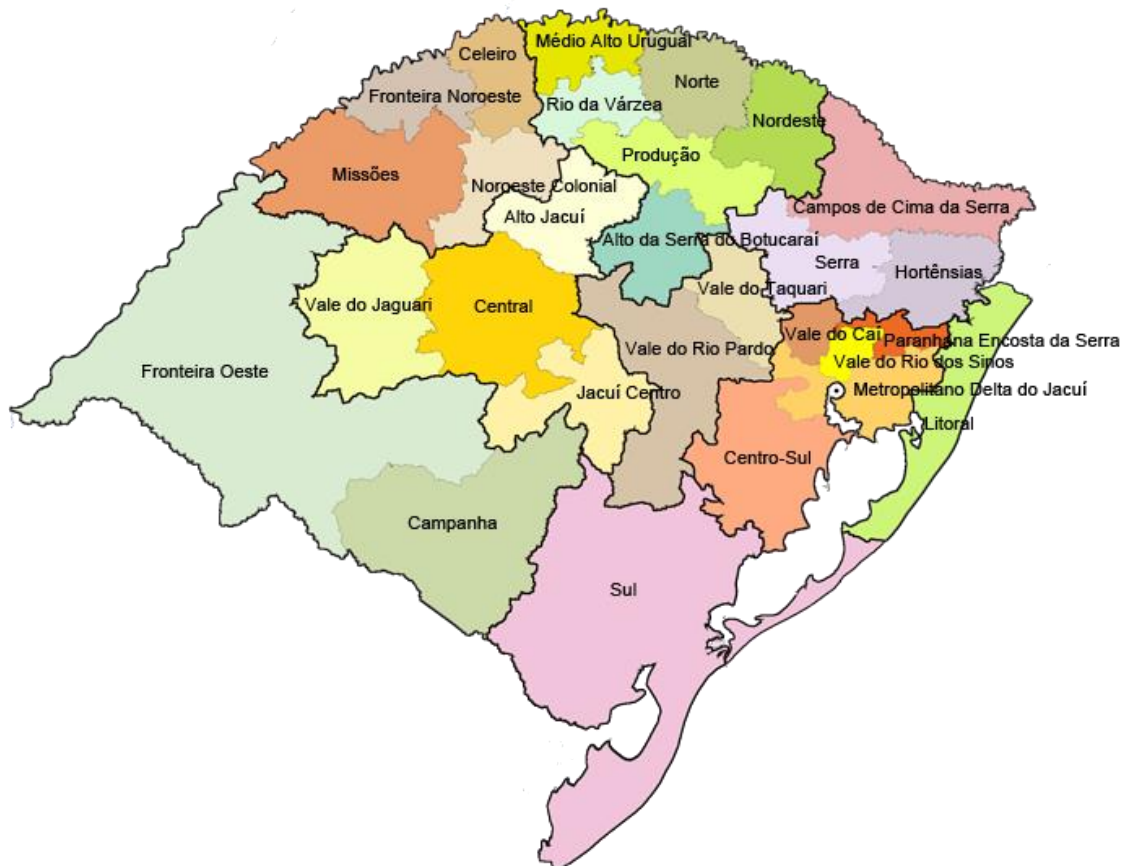 Médio Alto Urugual
Celeiro
Norte
Fronteira Noroeste
Rio da Várzea
Nordeste
Produção
Missões
Noroeste Colonial
Campos de Cima da Serra
Alto Jacuí
Alto da Serra do Botucaraí
Serra
Hortênsias
Vale do Taquari
Vale do Jaguari
Central
Vale do Caí
Paranhana Encosta da Serra
Vale do Rio Pardo
Vale do Rio dos Sinos
Fronteira Oeste
Jacuí Centro
Metropolitano Delta do Jacuí
Litoral
Centro-Sul
Campanha
Sul